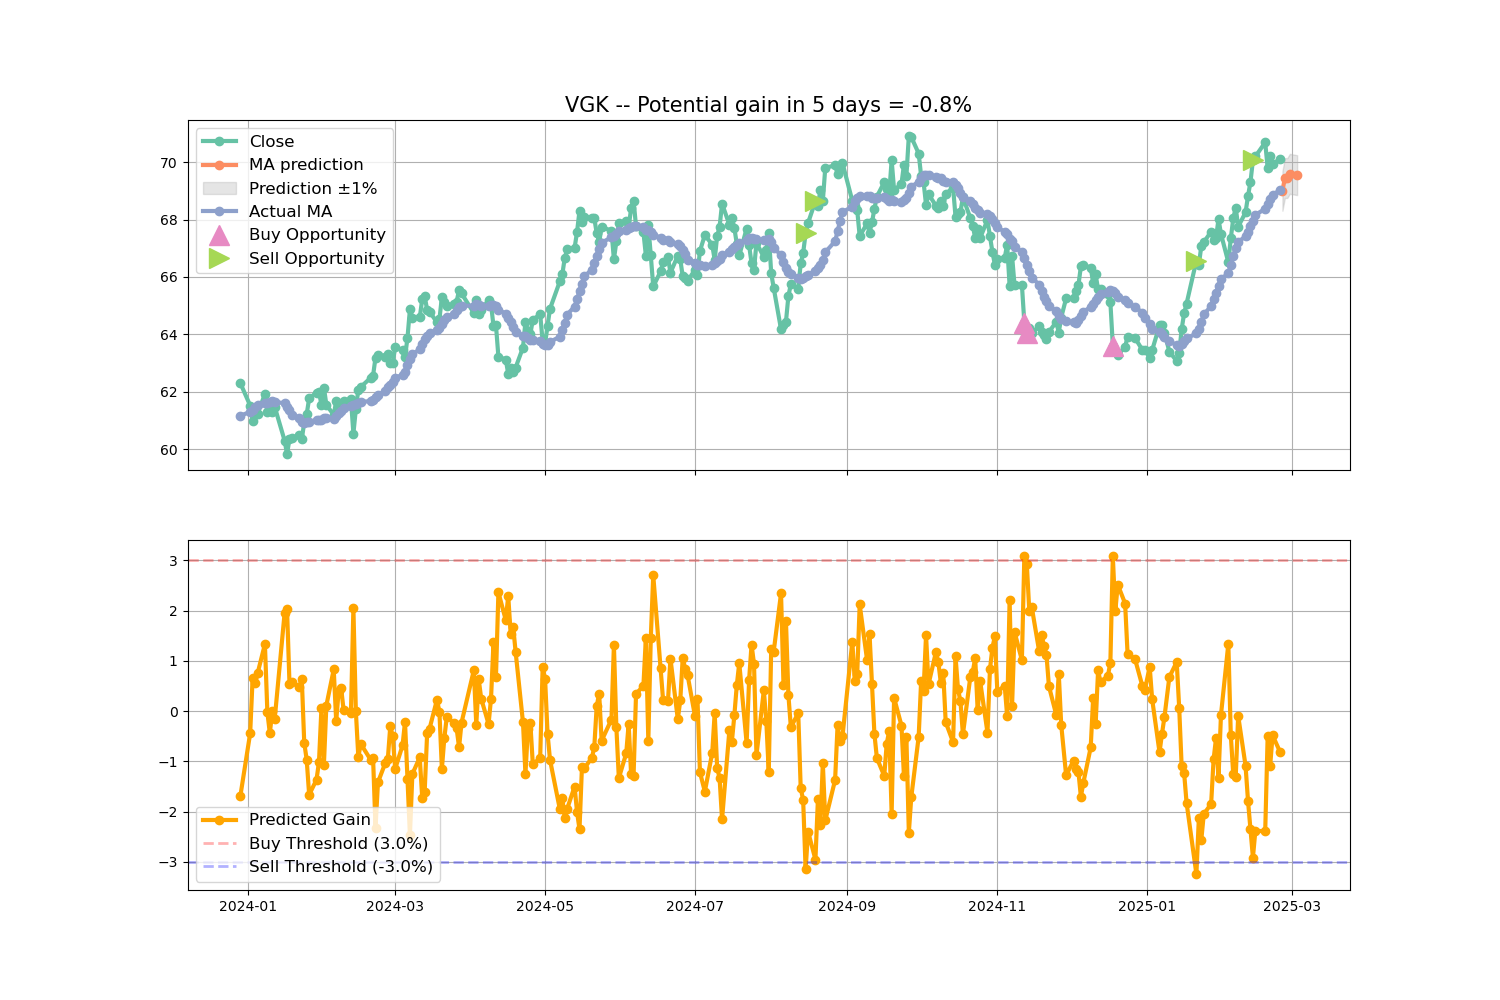 VGK -- Potential gain in 5 days = -0.8%
Close
MA prediction
Prediction ±1%
Actual MA
Buy Opportunity
Sell Opportunity
70
68
66
64
62
60
3
2
1
0
−1
−2
−3
Predicted Gain
Buy Threshold (3.0%)
Sell Threshold (-3.0%)
2024-01 2024-03 2024-05 2024-07 2024-09 2024-11 2025-01 2025-03